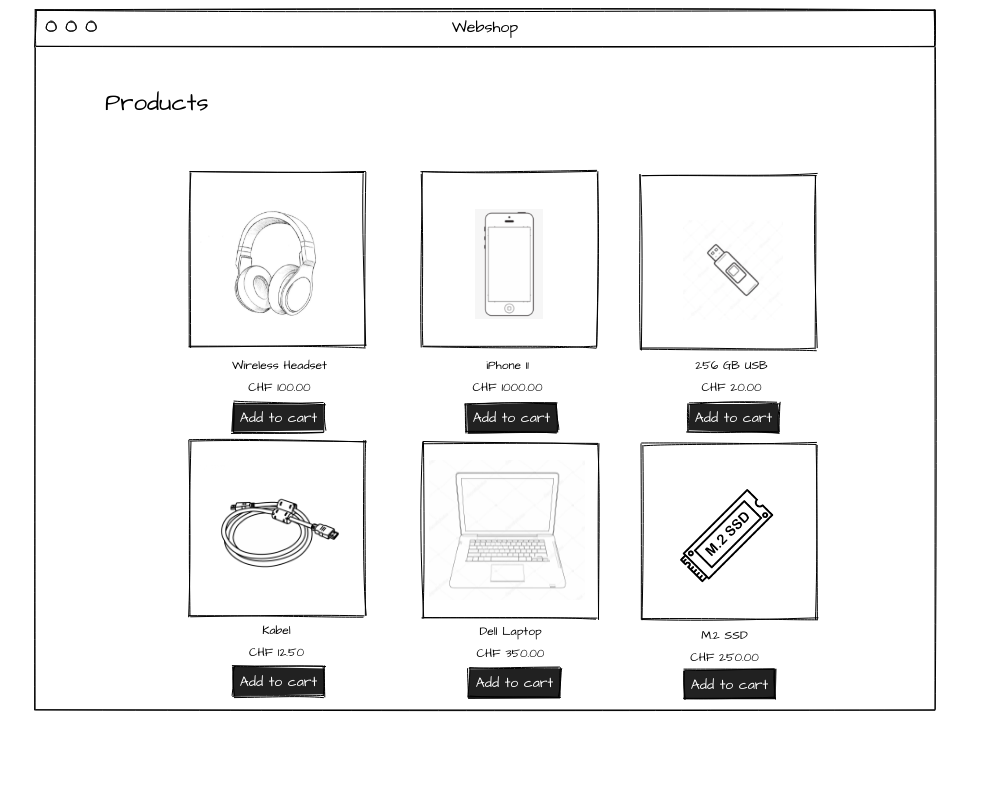 Webshop
Products
Wireless Headset
CHF 100.00
Add to cart
iPhone 11
CHF 1000.00
Add to cart
256 GB USB
CHF 20.00
Add to cart
Kabel
CHF 12.50
Add to cart
Dell Laptop
CHF 350.00
Add to cart
M.2 SSD
M.2 SSD
CHF 250.00
Add to cart